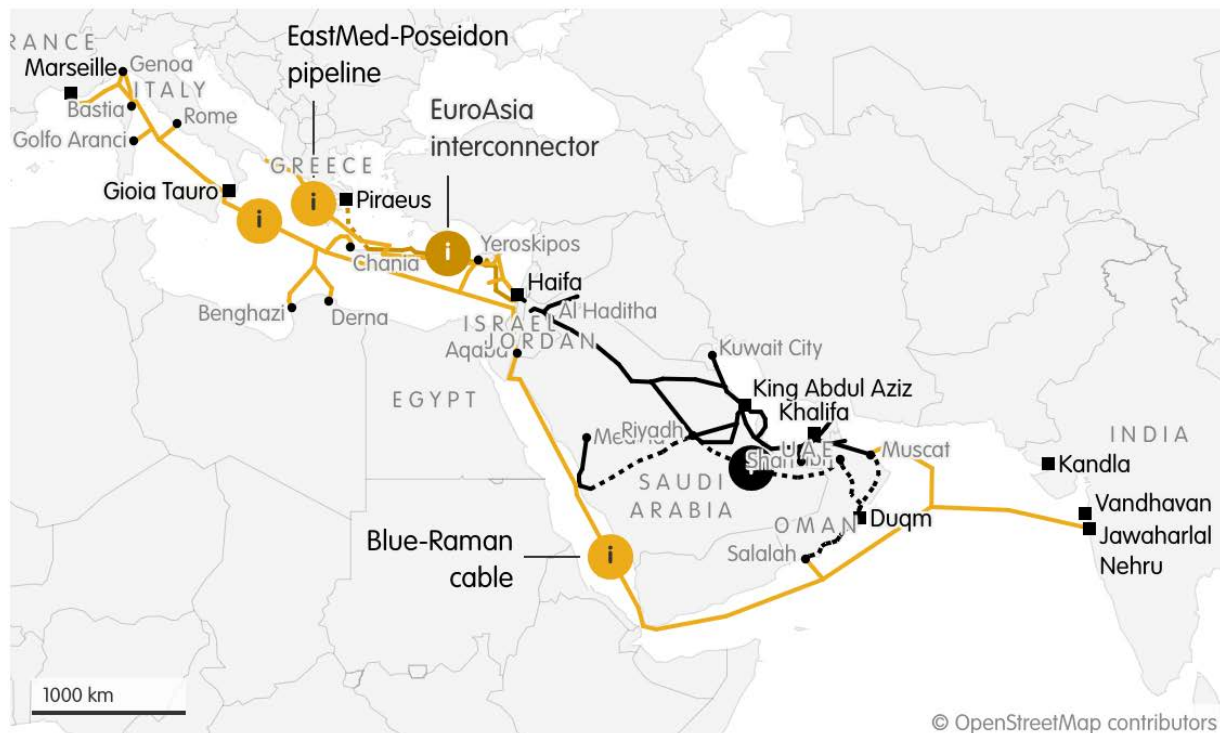 RANCE
Marseille
Genoa
ITALY
Bastia
Rome
Golfo Aranci
EastMed-Poseidon
pipeline
EuroAsia
interconnector
GREECE
Gioia Tauro
i
i
Piraeus
i
Yeroskipos
Chania
Haifa
Benghazi
Derna
Al Haditha
ISRAEL
JORDAN
Aqaba
Kuwait City
EGYPT
King Abdul Aziz
Khalifa
Riyadh
UAE
Muscat
INDIA
Kandla
SAUDI
ARABIA
Vandhavan
OMAN
Duqm
Jawaharlal
Nehru
Blue-Raman
cable
i
Salalah
1000 km
© OpenStreetMap contributors